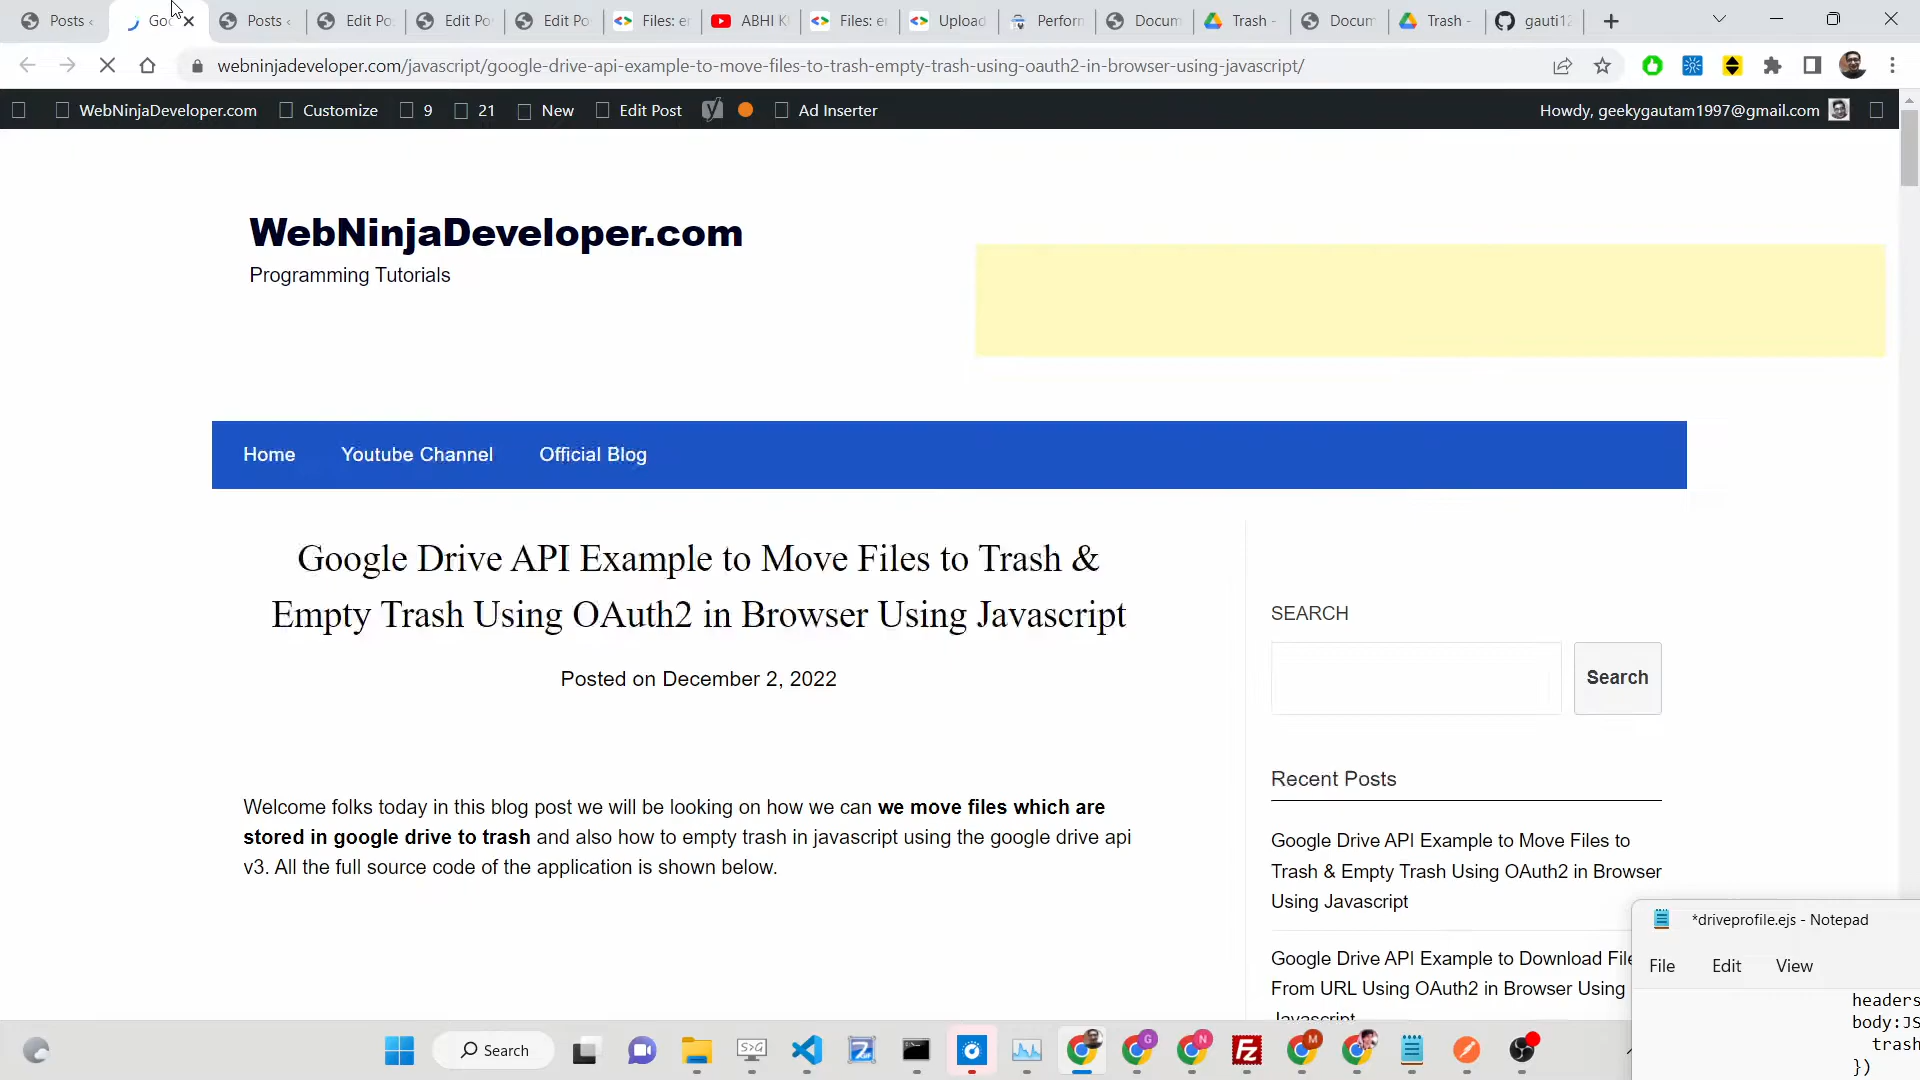 Posts
Goo
Posts
Edit Po
Edit Po
Edit Po
Files: e
ABHI K
Files: e
Upload
Perform
Docum
Trash -
Docum
Trash -
gauti12
webninjadeveloper.com/javascript/google-drive-api-example-to-move-files-to-trash-empty-trash-using-oauth2-in-browser-using-javascript/
WebNinjaDeveloper.com Customize 9 21 New Edit Post Ad Inserter Howdy, geekygautam1997@gmail.com
WebNinjaDeveloper.com
Programming Tutorials
Home Youtube Channel Official Blog
Google Drive API Example to Move Files to Trash &
Empty Trash Using OAuth2 in Browser Using Javascript
Posted on December 2, 2022
Welcome folks today in this blog post we will be looking on how we can we move files which are
stored in google drive to trash and also how to empty trash in javascript using the google drive api
v3. All the full source code of the application is shown below.
SEARCH
Search
Recent Posts
Google Drive API Example to Move Files to
Trash & Empty Trash Using OAuth2 in Browser
Using Javascript
Google Drive API Example to Download File
From URL Using OAuth2 in Browser Using
Javascript
*driveprofile.ejs - Notepad
File Edit View
headers
body:JS
trash
})
Search